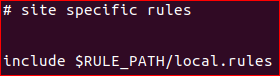 # site specific rules
include $RULE_PATH/local.rules